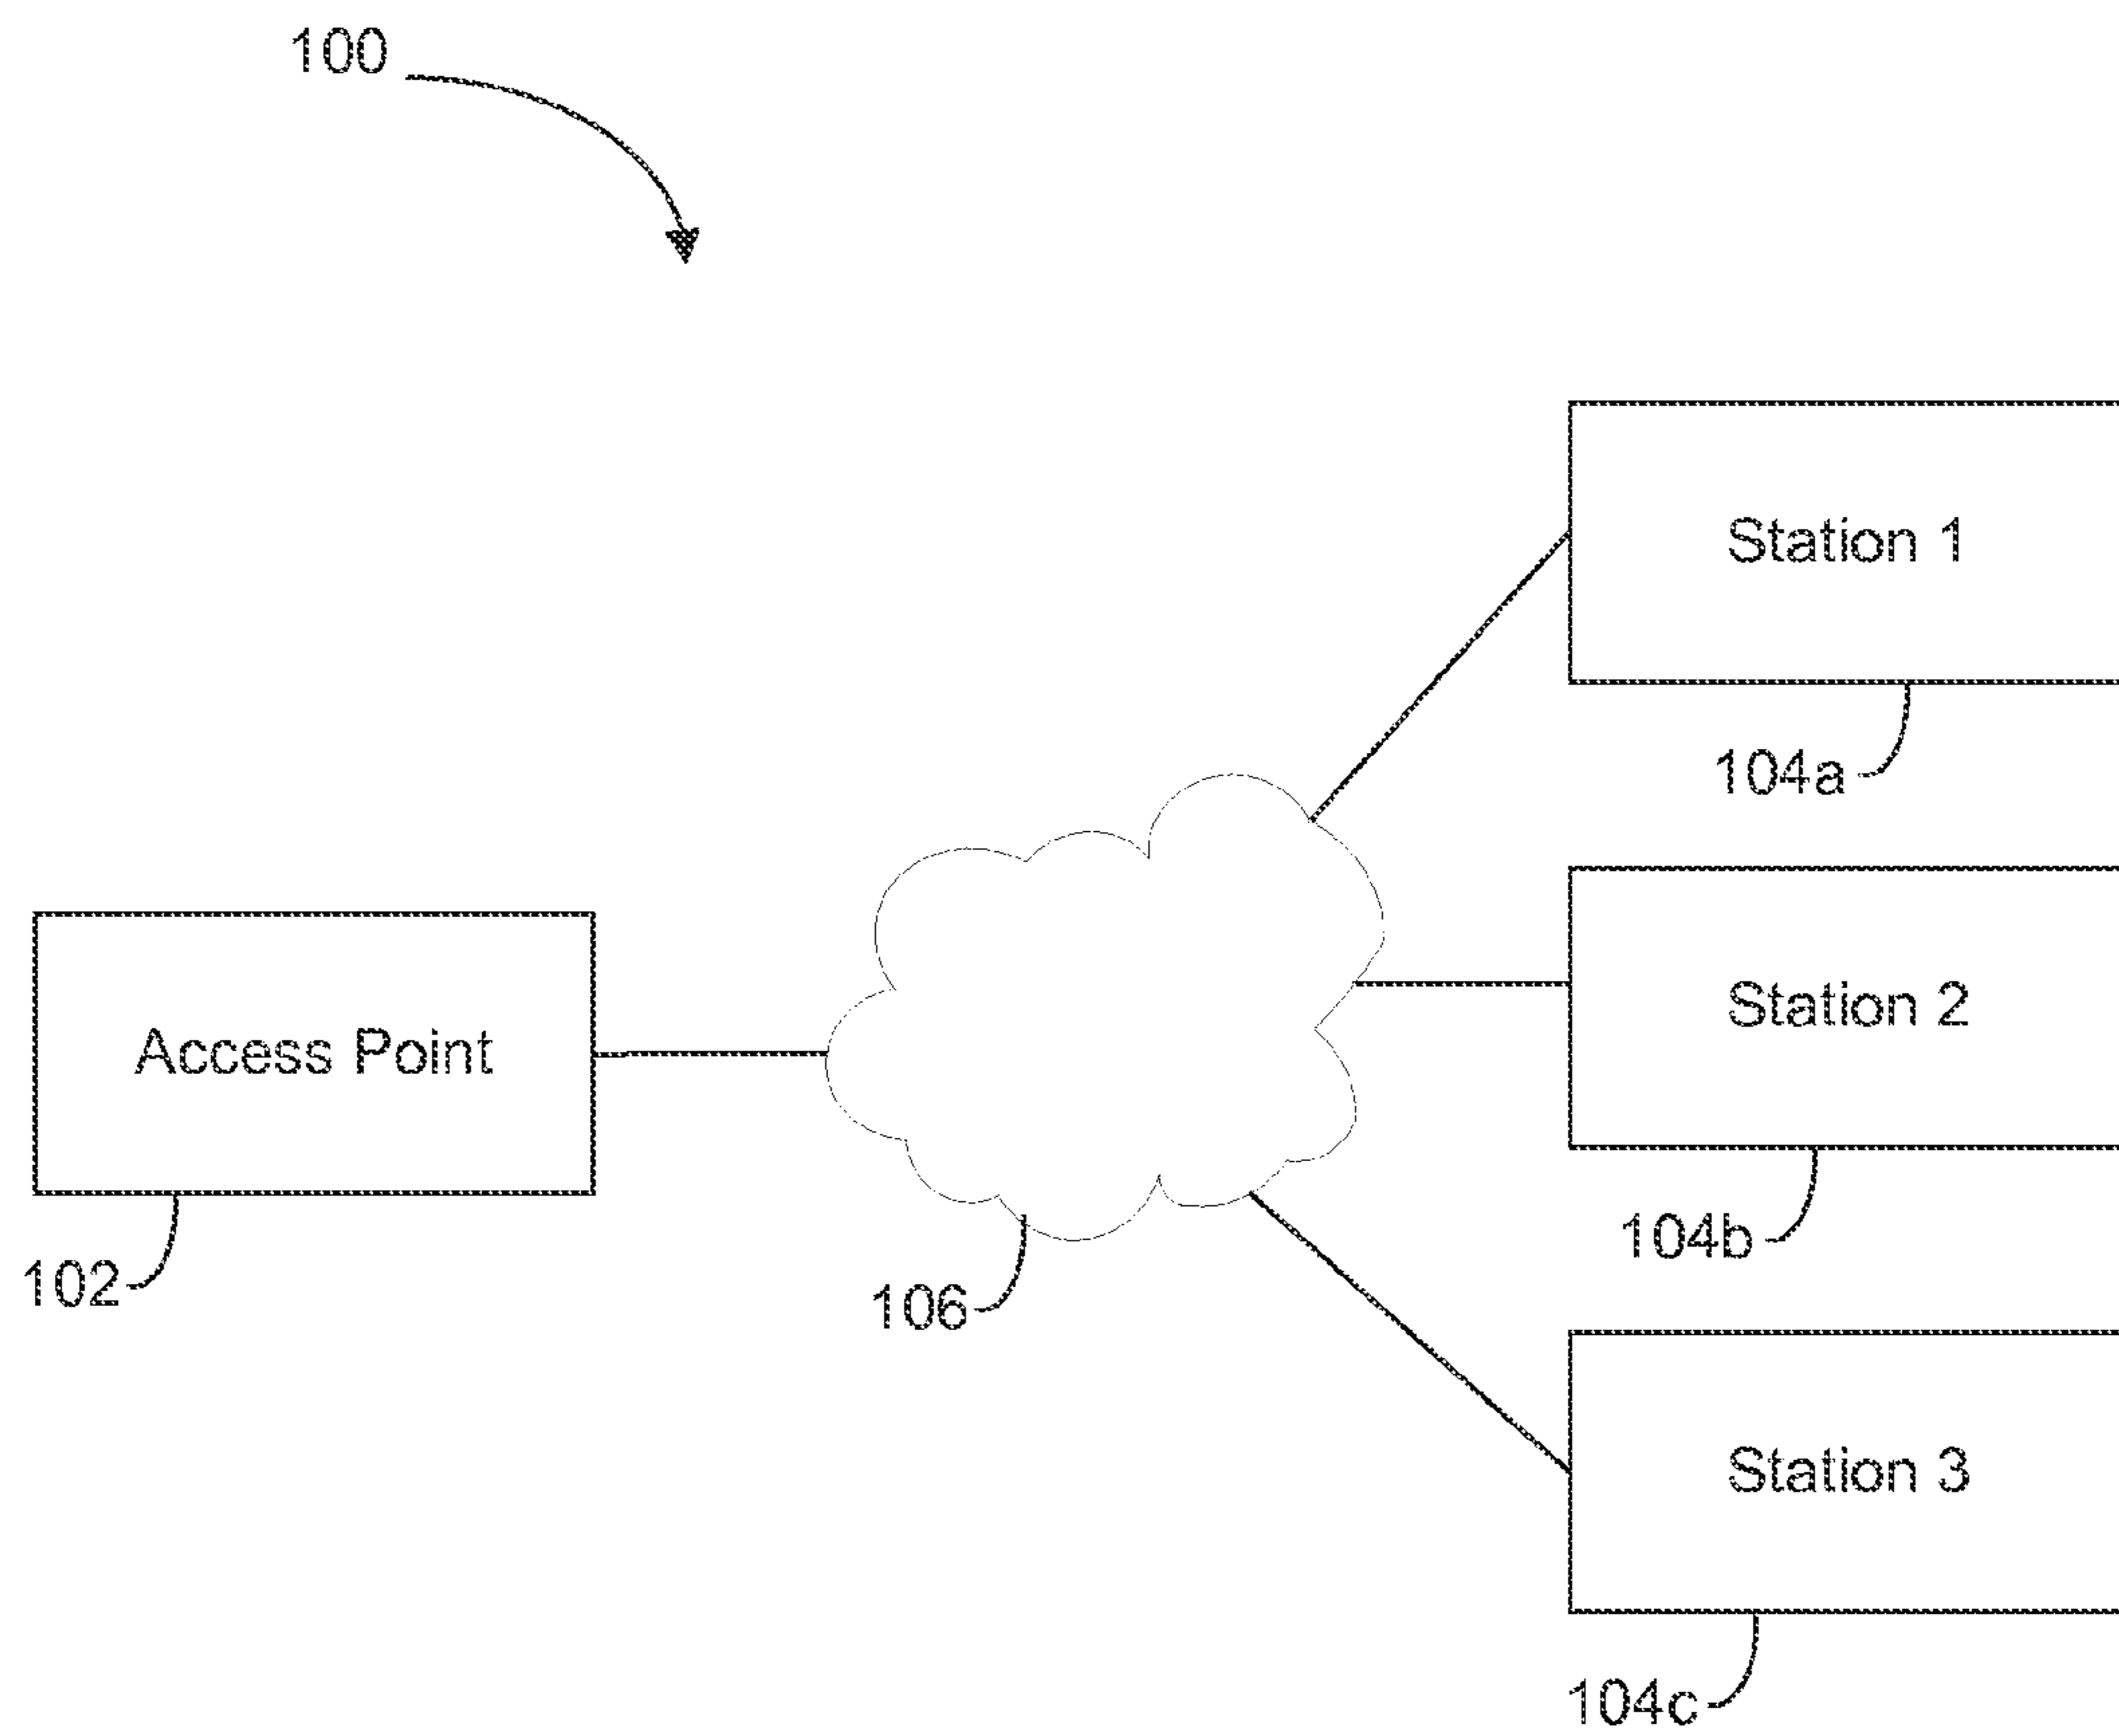 100
Station 1
104a
Access Point
Station 2
102
106
104b
Station 3
104c